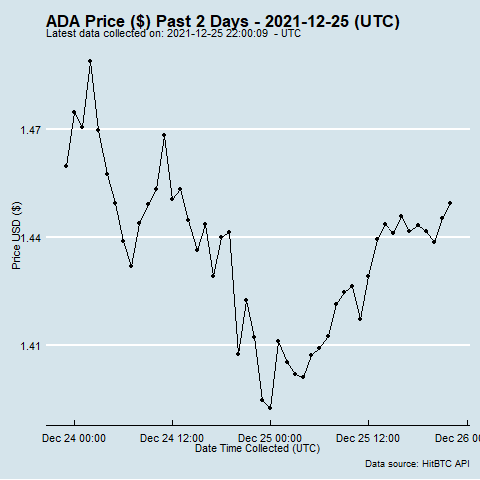 ADA Price ($) Past 2 Days - 2021-12-25 (UTC)
Latest data collected on: 2021-12-25 22:00:09 - UTC
1.47
1.44
1.41
Price USD ($)
Dec 24 00:00 Dec 24 12:00 Dec 25 00:00 Dec 25 12:00 Dec 26 0
Date Time Collected (UTC)
Data source: HitBTC API